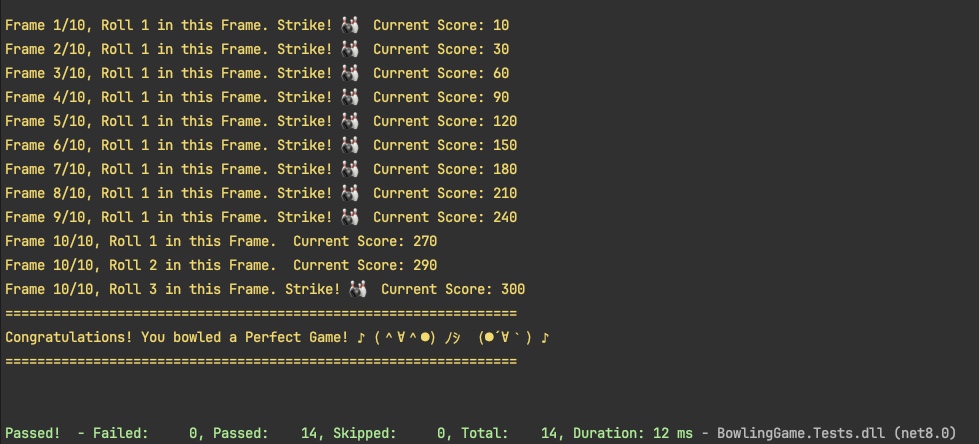 Frame 1/10, Roll 1 in this Frame. Strike! 🎳 Current Score: 10
Frame 2/10, Roll 1 in this Frame. Strike! 🎳 Current Score: 30
Frame 3/10, Roll 1 in this Frame. Strike! 🎳 Current Score: 60
Frame 4/10, Roll 1 in this Frame. Strike! 🎳 Current Score: 90
Frame 5/10, Roll 1 in this Frame. Strike! 🎳 Current Score: 120
Frame 6/10, Roll 1 in this Frame. Strike! 🎳 Current Score: 150
Frame 7/10, Roll 1 in this Frame. Strike! 🎳 Current Score: 180
Frame 8/10, Roll 1 in this Frame. Strike! 🎳 Current Score: 210
Frame 9/10, Roll 1 in this Frame. Strike! 🎳 Current Score: 240
Frame 10/10, Roll 1 in this Frame.  Current Score: 270
Frame 10/10, Roll 2 in this Frame.  Current Score: 290
Frame 10/10, Roll 3 in this Frame. Strike! 🎳 Current Score: 300
================================================================
Congratulations! You bowled a Perfect Game! ♪ (＾∀＾●) ﾉｼ  (●´∀｀) ♪
================================================================
Passed!  - Failed:     0, Passed:    14, Skipped:     0, Total:    14, Duration: 12 ms - BowlingGame.Tests.dll (net8.0)